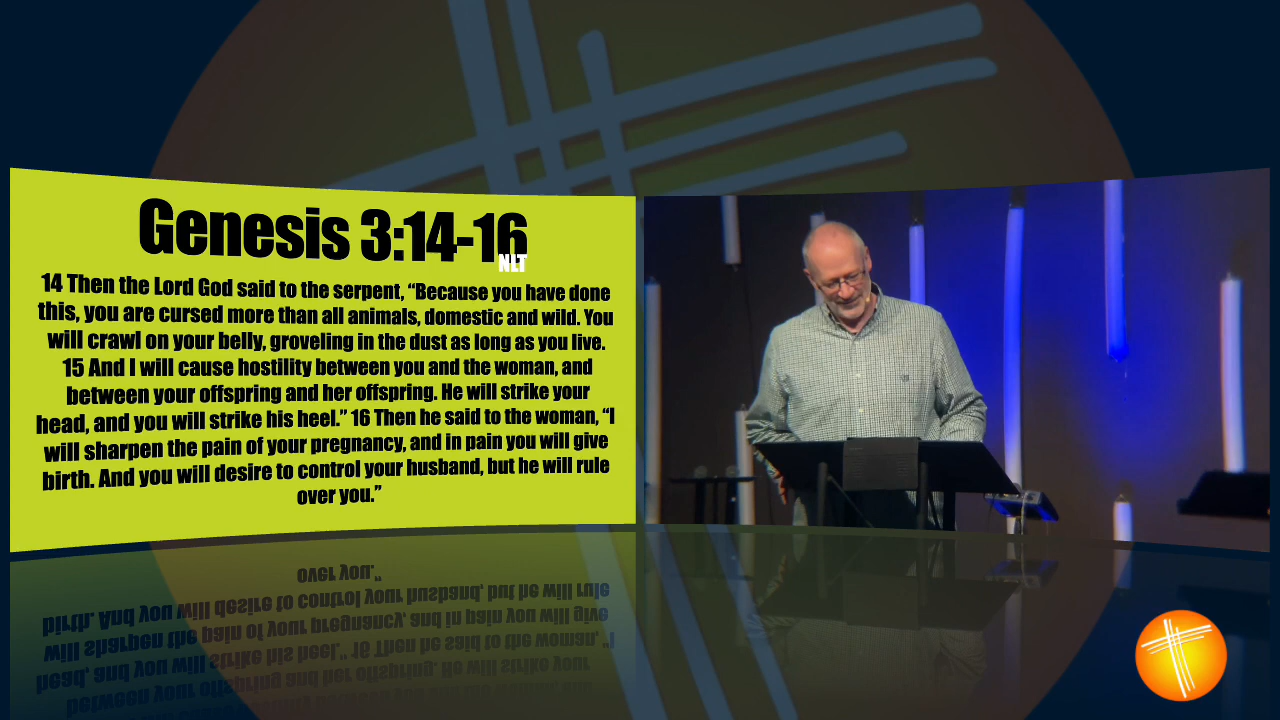 Genesis 3:14-16
NLT
14 Then the Lord God said to the serpent, “Because you have done
this, you are cursed more than all animals, domestic and wild. You
will crawl on your belly, groveling in the dust as long as you live.
15 And I will cause hostility between you and the woman, and
between your offspring and her offspring. He will strike your
head, and you will strike his heel.” 16 Then he said to the woman, “I
will sharpen the pain of your pregnancy, and in pain you will give
birth. And you will desire to control your husband, but he will rule
over you.”